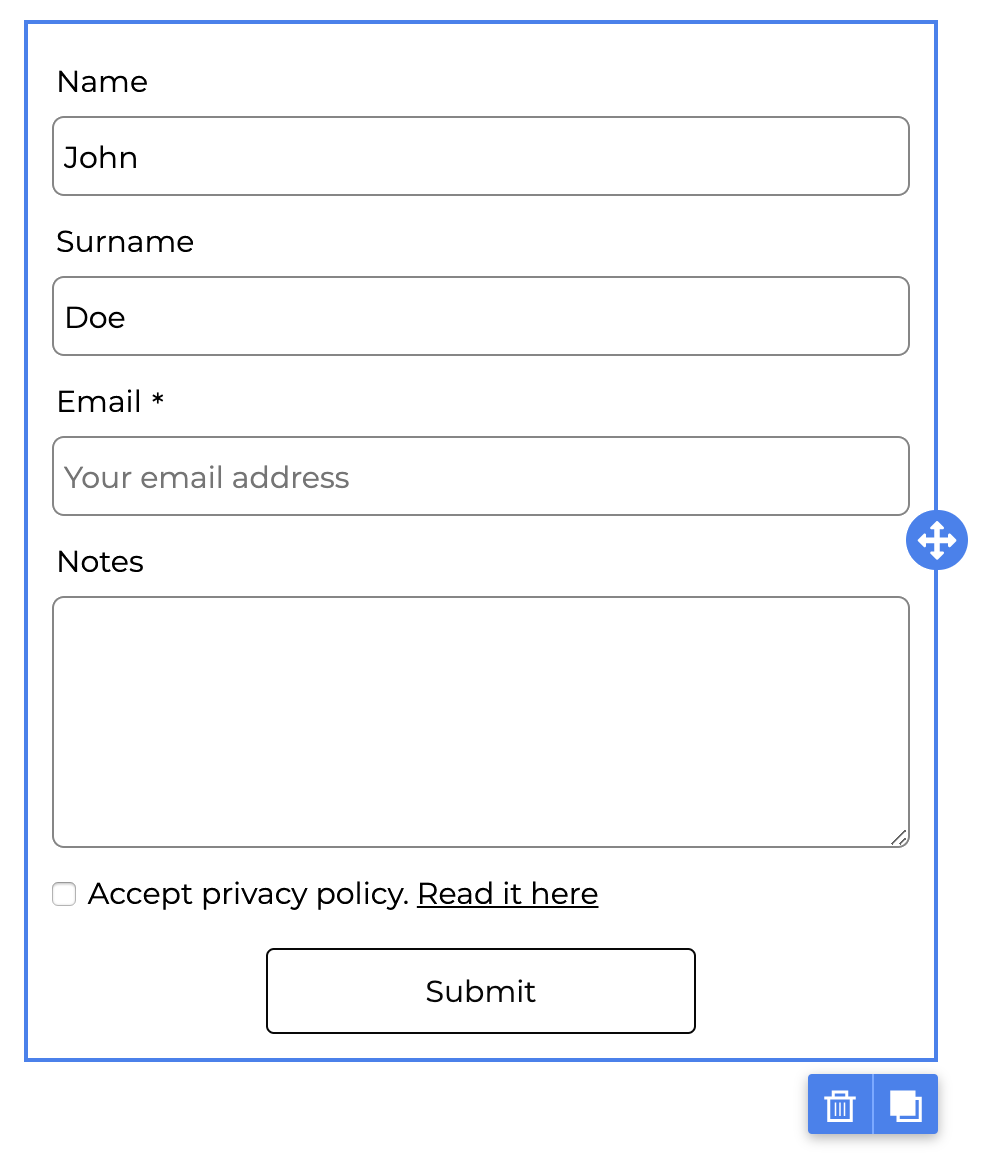 Name
John
Surname
Doe
Email *
Your email address
Notes
Accept privacy policy. Read it here
Submit